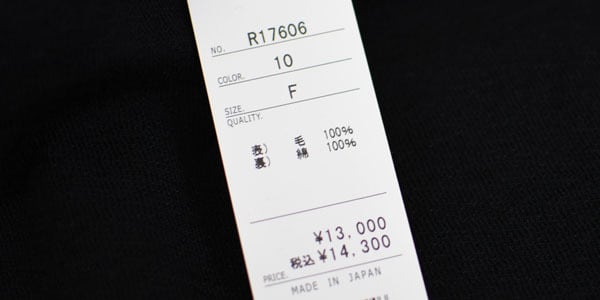 NO. R17606
COLOR. 10
SIZE. F
QUALITY.
表) 毛 100%
裏) 綿 100%
¥13,000
税込 ¥14,300
PRICE.
MADE IN JAPAN